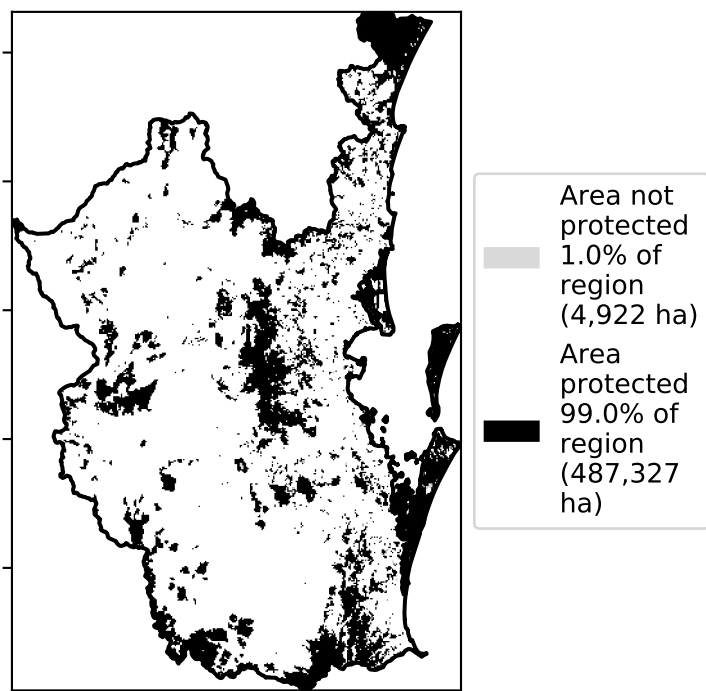 Area not
protected
1.0% of
region
(4,922 ha)
Area
protected
99.0% of
region
(487,327
ha)